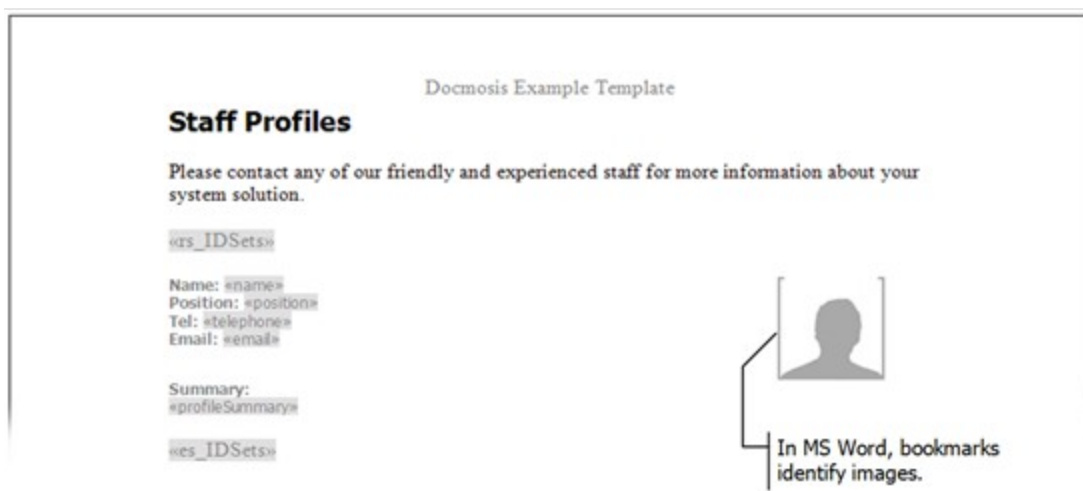 Docmosis Example Template
Staff Profiles
Please contact any of our friendly and experienced staff for more information about your
system solution.
«rs_IDSets»
Name: «name»
Position: «position»
Tel: «telephone»
Email: «email»
Summary:
«profileSummary»
«es_IDSets»
In MS Word, bookmarks
identify images.